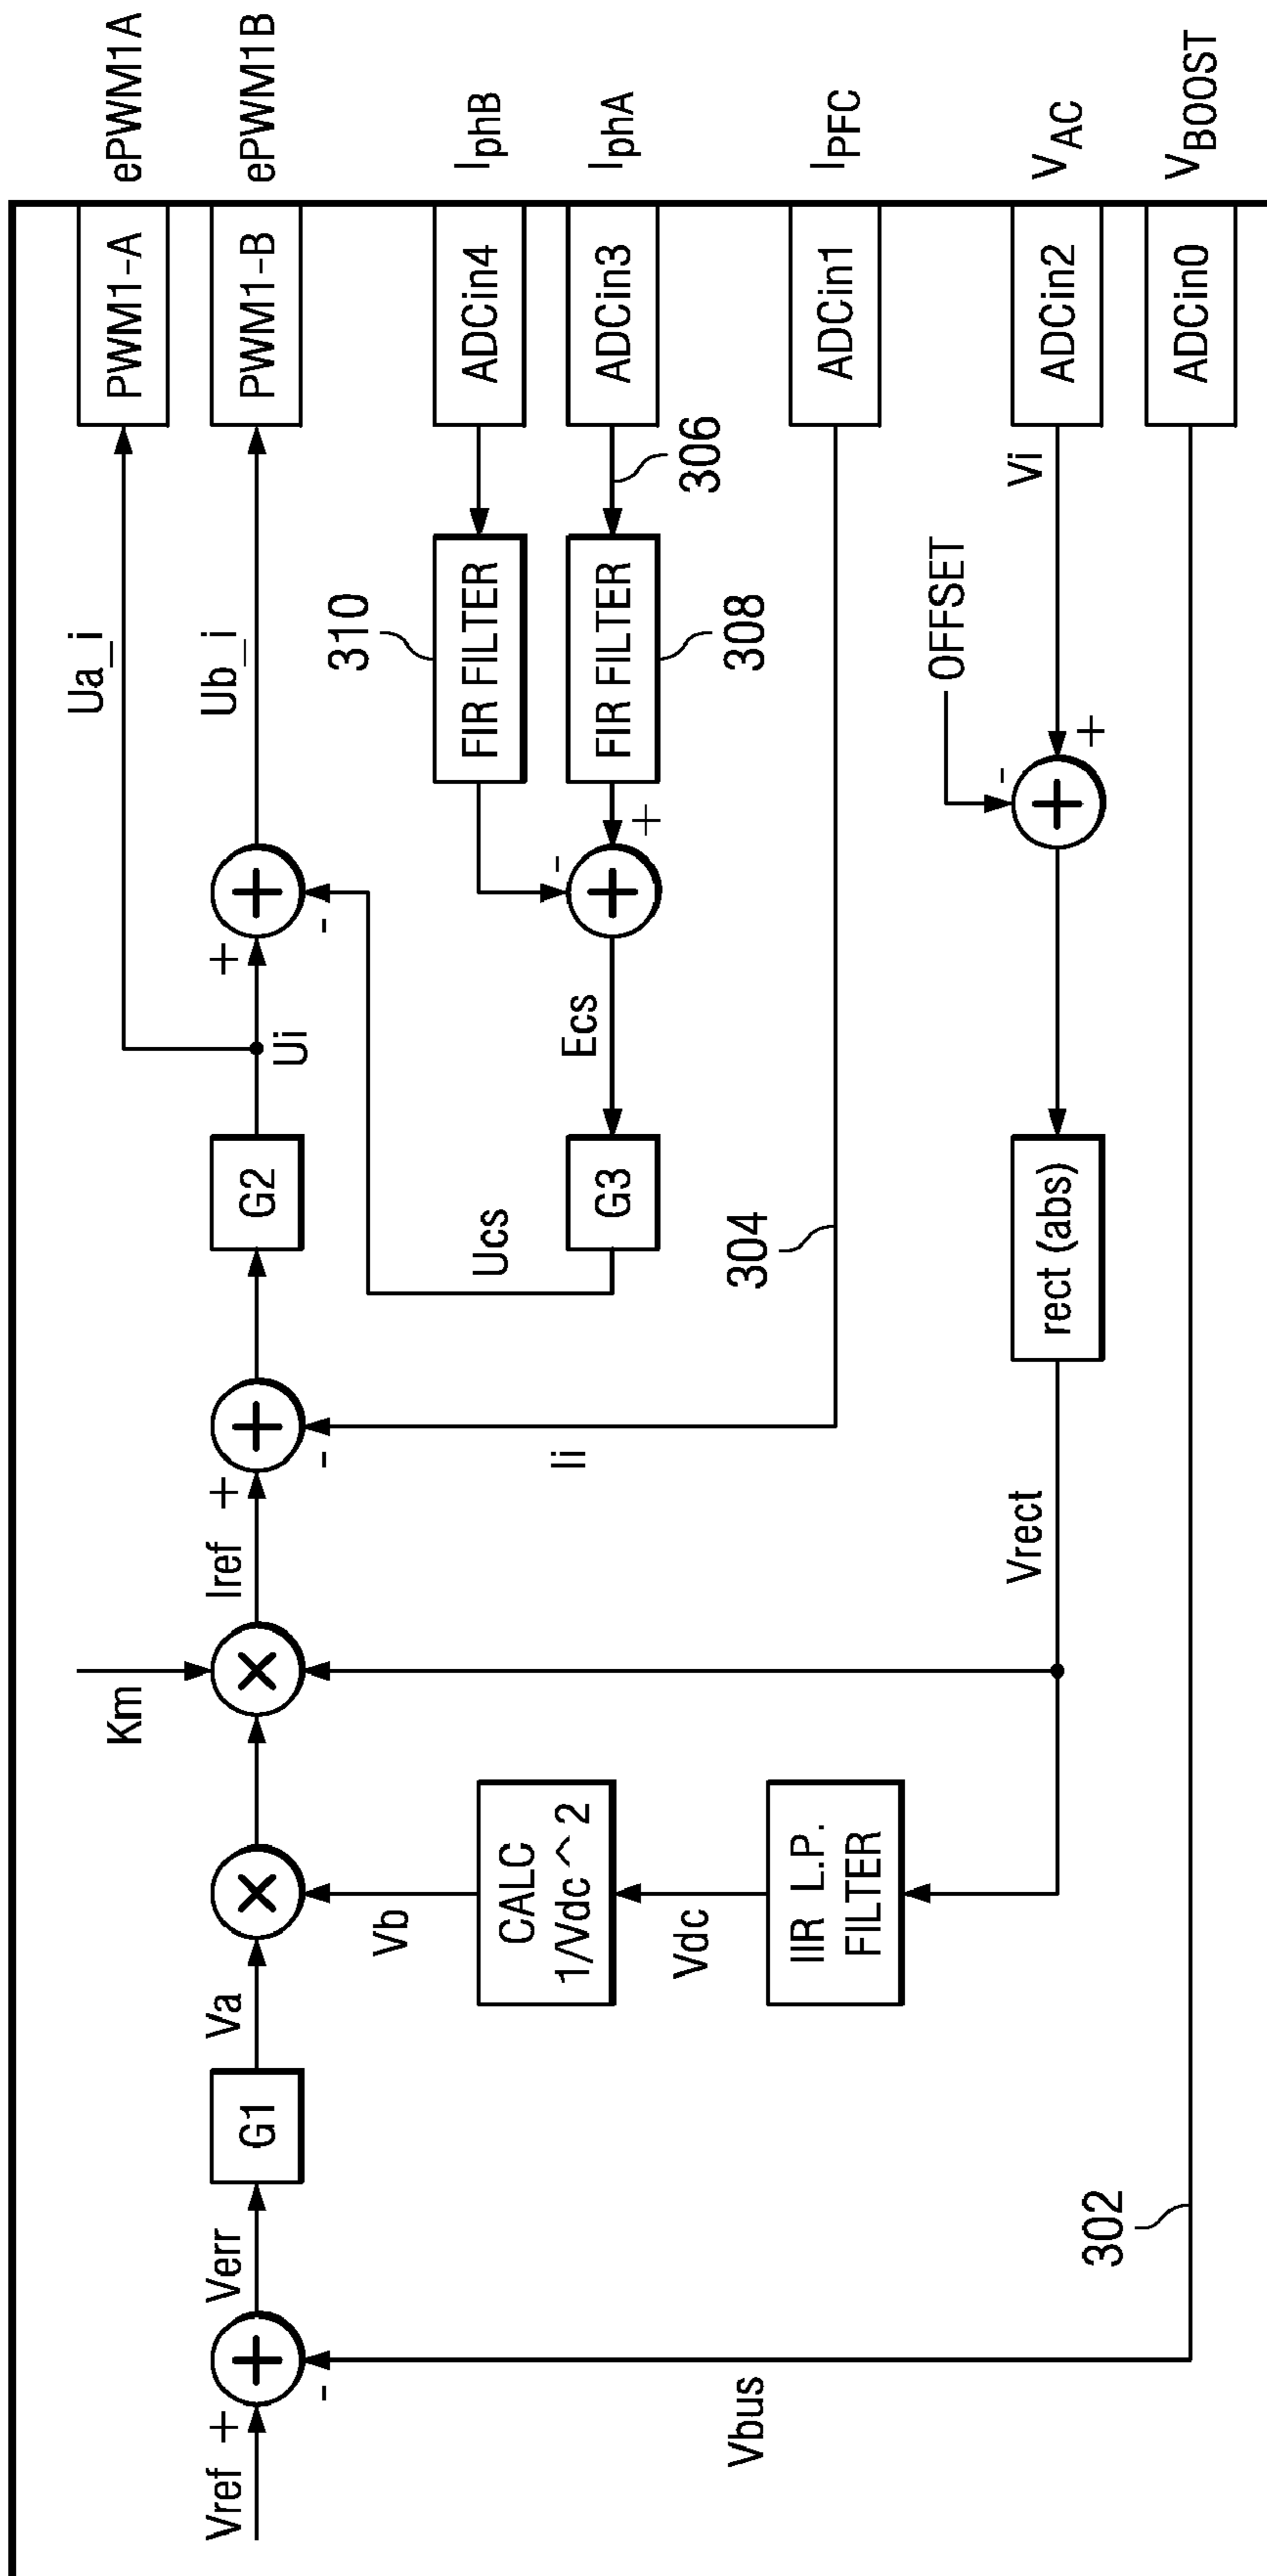 Vref
+
-
Verr
G1
Va
Vb
Km
Iref
+
-
G2
Ui
+
-
Ua_i
Ub_i
PWM1-A
ePWM1A
PWM1-B
ePWM1B
CALC
1/Vdc^2
Vdc
IIR L.P.
FILTER
Ii
Ucs
G3
Ecs
-
+
310
FIR FILTER
FIR FILTER
308
306
ADCin4
IphB
ADCin3
IphA
304
ADCin1
IPFC
Vbus
302
Vrect
rect (abs)
OFFSET
-
+
Vi
ADCin2
VAC
ADCin0
VBOOST